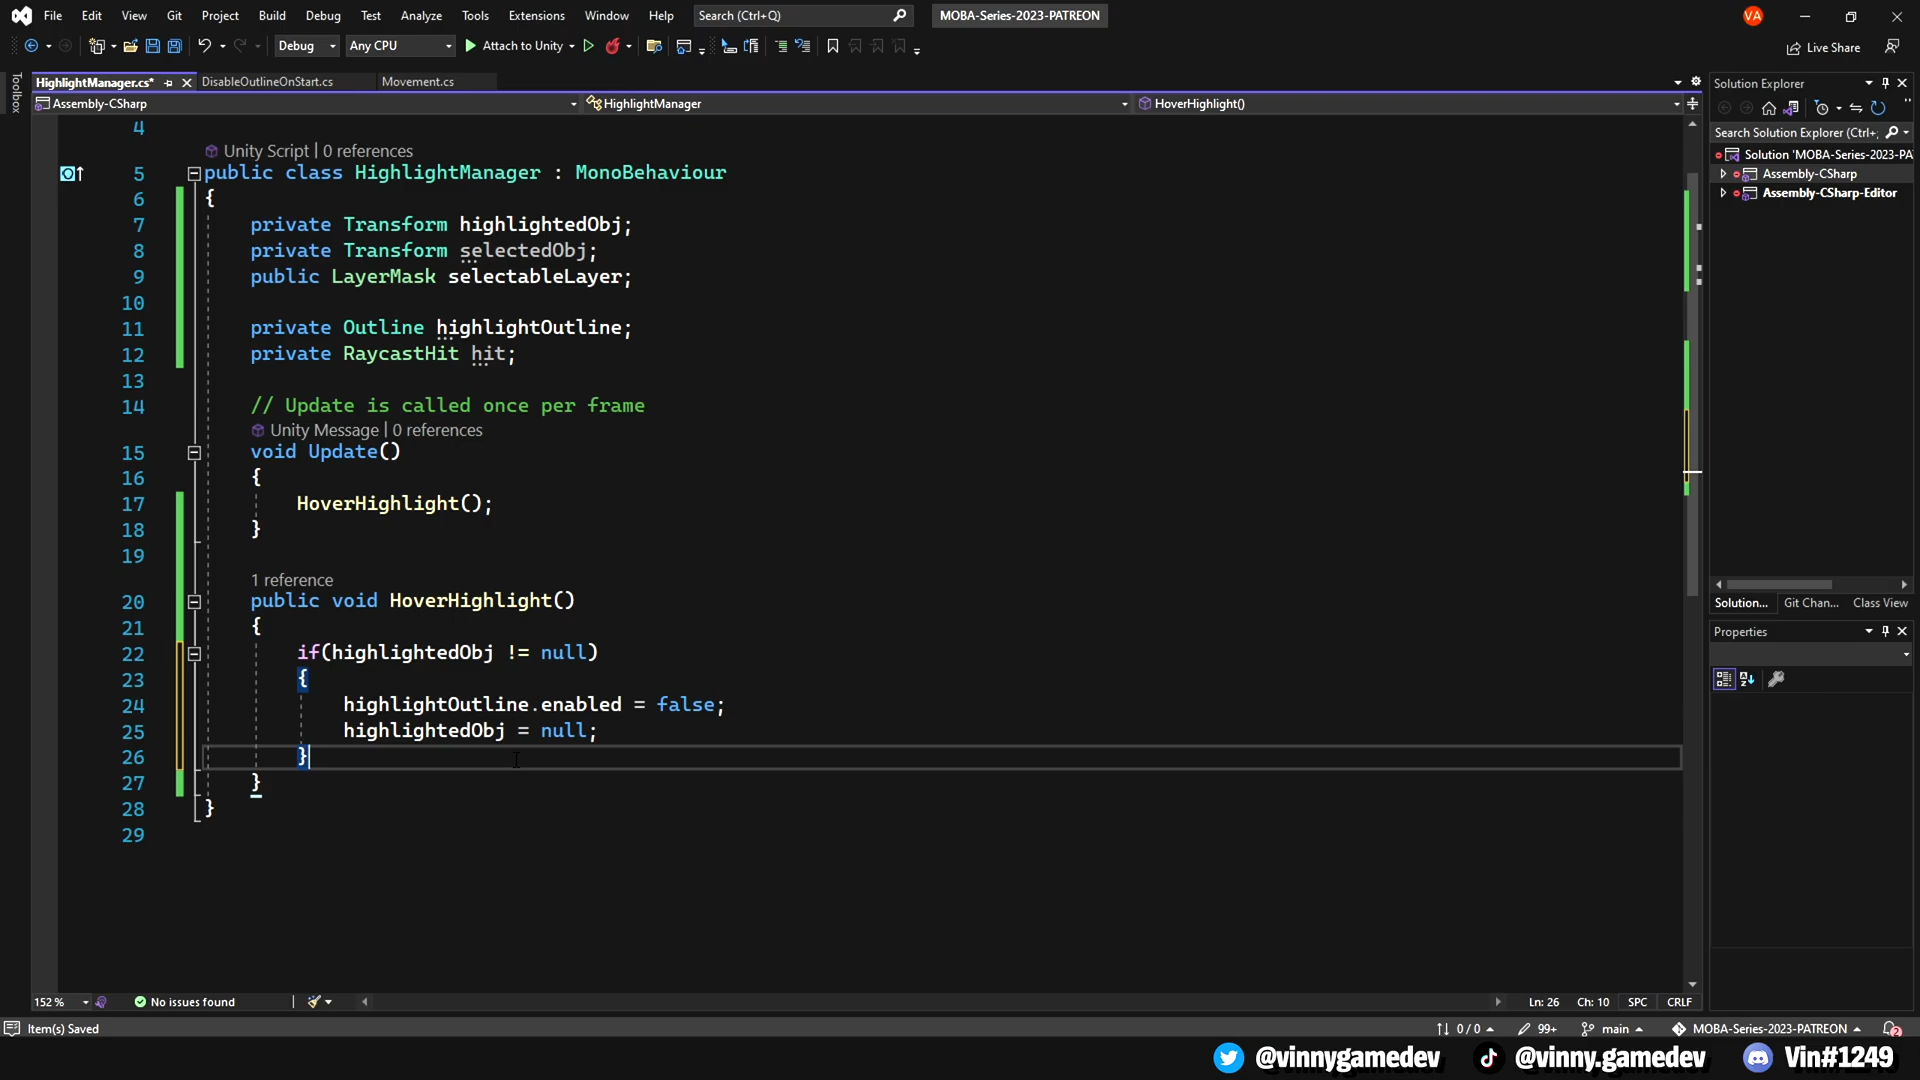 File Edit View Git Project Build Debug Test Analyze Tools Extensions Window Help Search (Ctrl+Q) MOBA-Series-2023-PATREON VA
Debug Any CPU Attach to Unity Live Share
Toolbox
HighlightManager.cs* DisableOutlineOnStart.cs Movement.cs
Assembly-CSharp HighlightManager HoverHighlight()
4
Unity Script | 0 references
5 public class HighlightManager : MonoBehaviour
6 {
7 private Transform highlightedObj;
8 private Transform selectedObj;
9 public LayerMask selectableLayer;
10
11 private Outline highlightOutline;
12 private RaycastHit hit;
13
14 // Update is called once per frame
Unity Message | 0 references
15 void Update()
16 {
17 HoverHighlight();
18 }
19
1 reference
20 public void HoverHighlight()
21 {
22 if(highlightedObj != null)
23 {
24 highlightOutline.enabled = false;
25 highlightedObj = null;
26 }
27 }
28 }
29
Solution Explorer
Search Solution Explorer (Ctrl+;
Solution 'MOBA-Series-2023-PA
Assembly-CSharp
Assembly-CSharp-Editor
Solution... Git Chan... Class View
Properties
152 % No issues found Ln: 26 Ch: 10 SPC CRLF
Item(s) Saved 0 / 0 99+ main MOBA-Series-2023-PATREON 2
@vinnygamedev @vinny.gamedev Vin#1249